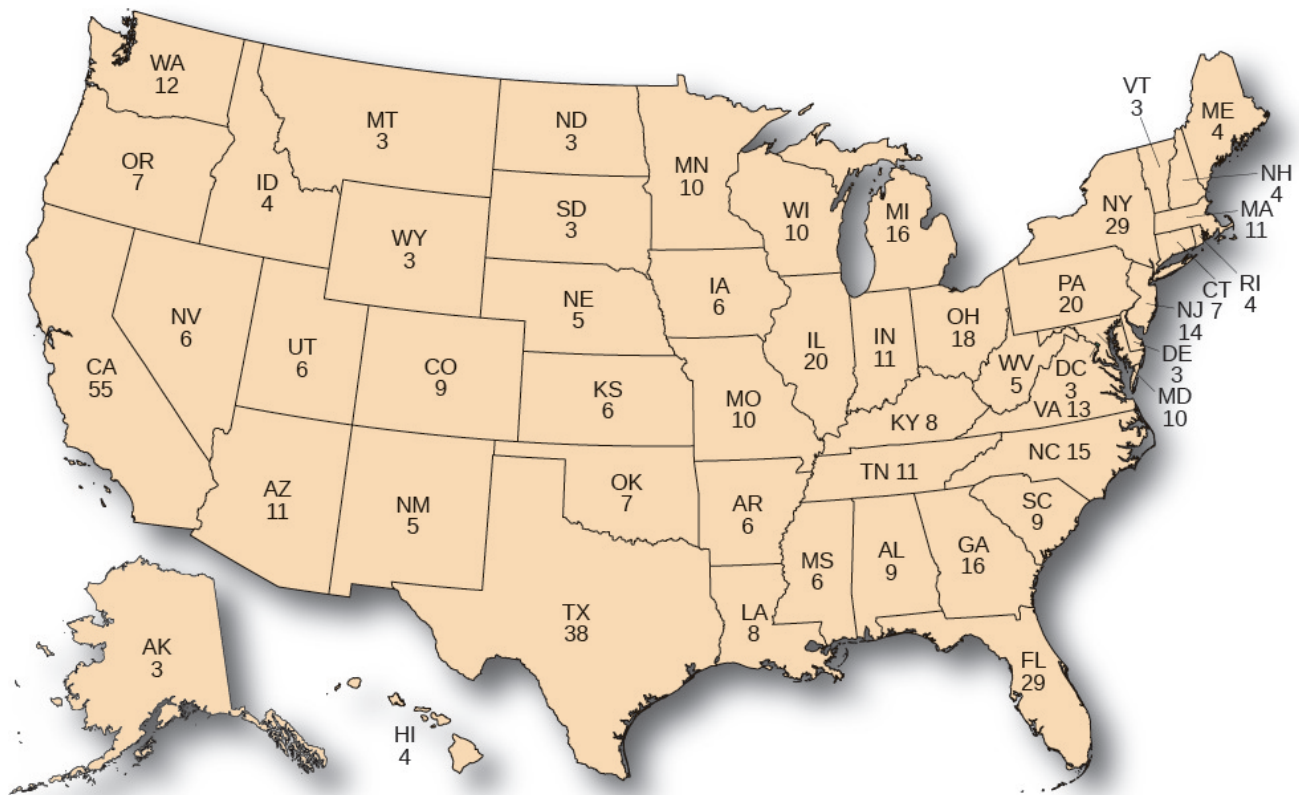 WA
12
MT
3
ND
3
MN
10
VT
3
ME
4
OR
7
ID
4
NH
4
SD
3
WI
10
MI
16
NY
29
MA
11
WY
3
IA
6
PA
20
CT 7
RI
4
NE
5
NV
6
UT
6
CO
9
IL
20
IN
11
OH
18
NJ
14
DE
3
CA
55
WV
5
DC
3
MD
10
KS
6
MO
10
KY 8
VA 13
NC 15
TN 11
AZ
11
NM
5
OK
7
AR
6
SC
9
MS
6
AL
9
GA
16
TX
38
LA
8
AK
3
HI
4
FL
29